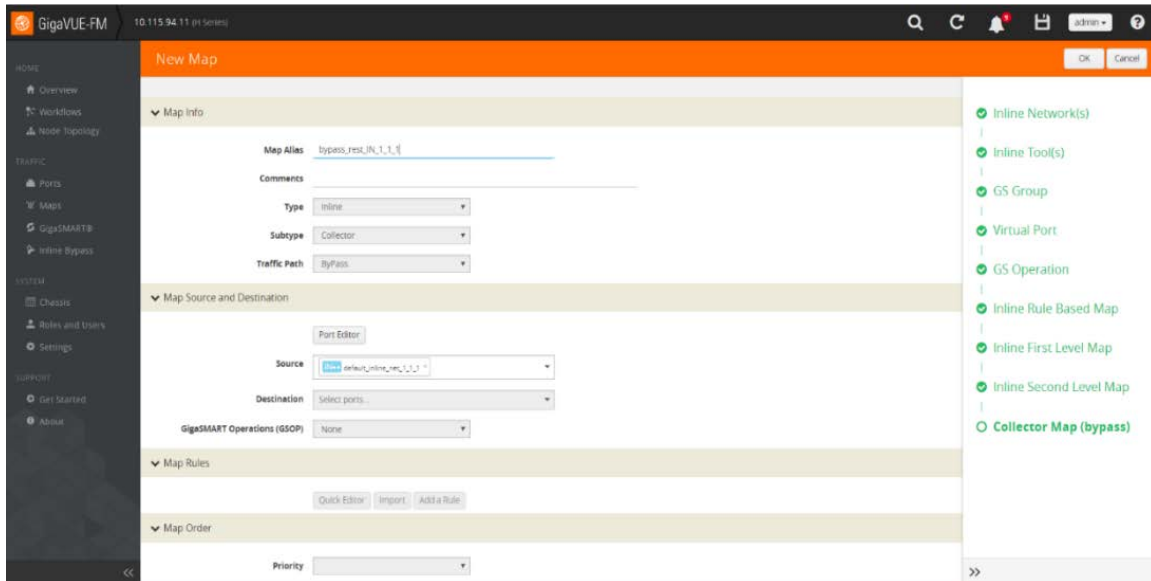 GigaVUE-FM
10.115.94.11 (H Series)
admin
New Map
OK
Cancel
HOME
Overview
Workflows
Node Topology
TRAFFIC
Ports
Maps
GigaSMART®
Inline Bypass
SYSTEM
Chassis
Roles and Users
Settings
SUPPORT
Get Started
About
Map Info
Map Alias bypass_rest_IN_1_1_1
Comments
Type Inline
Subtype Collector
Traffic Path ByPass
Map Source and Destination
Port Editor
Source default_inline_net_1_1_1
Destination Select ports...
GigaSMART Operations (GSOP) None
Map Rules
Quick Editor Import Add a Rule
Map Order
Priority
Inline Network(s)
Inline Tool(s)
GS Group
Virtual Port
GS Operation
Inline Rule Based Map
Inline First Level Map
Inline Second Level Map
Collector Map (bypass)